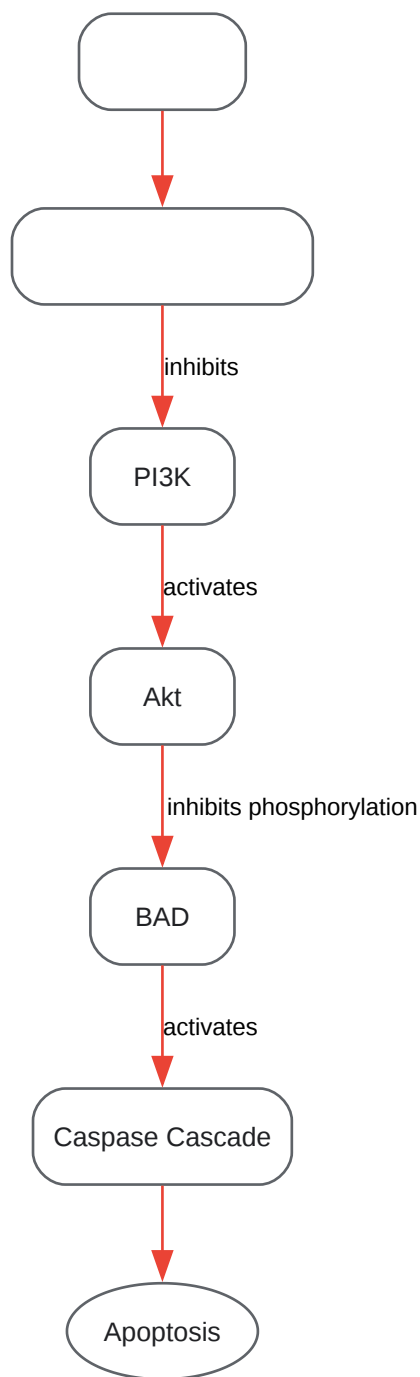 inhibits
PI3K
activates
Akt
inhibits phosphorylation
BAD
activates
Caspase Cascade
Apoptosis